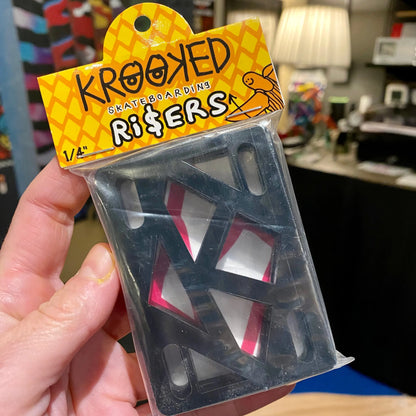 KROOKED
SKATEBOARDING
RI$ERS
1/4"